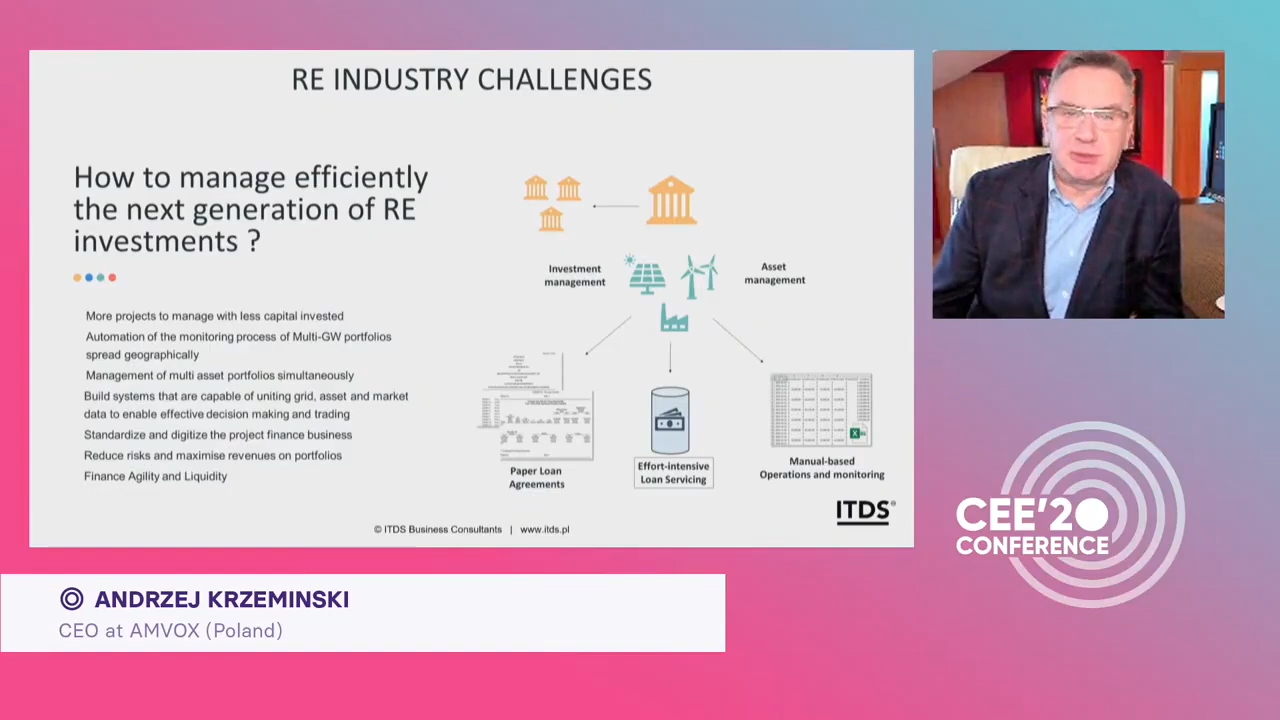 RE INDUSTRY CHALLENGES
How to manage efficiently
the next generation of RE
investments ?
More projects to manage with less capital invested
Automation of the monitoring process of Multi-GW portfolios
spread geographically
Management of multi asset portfolios simultaneously
Build systems that are capable of uniting grid, asset and market
data to enable effective decision making and trading
Standardize and digitize the project finance business
Reduce risks and maximise revenues on portfolios
Finance Agility and Liquidity
Investment
management
Asset
management
Paper Loan
Agreements
Effort-intensive
Loan Servicing
Manual-based
Operations and monitoring
ITDS®
© ITDS Business Consultants | www.itds.pl
CEE'20
CONFERENCE
ANDRZEJ KRZEMINSKI
CEO at AMVOX (Poland)